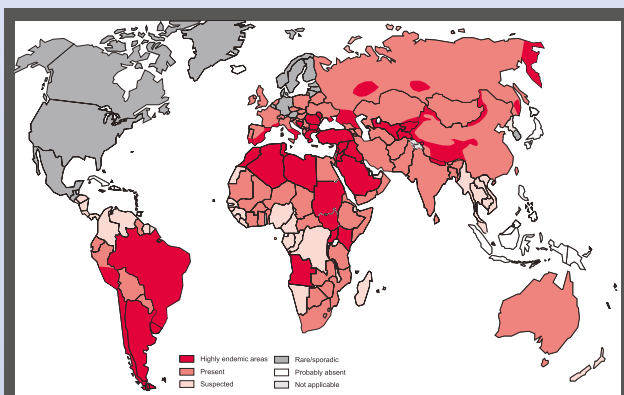 Highly endemic areas
Present
Suspected
Rare/sporadic
Probably absent
Not applicable